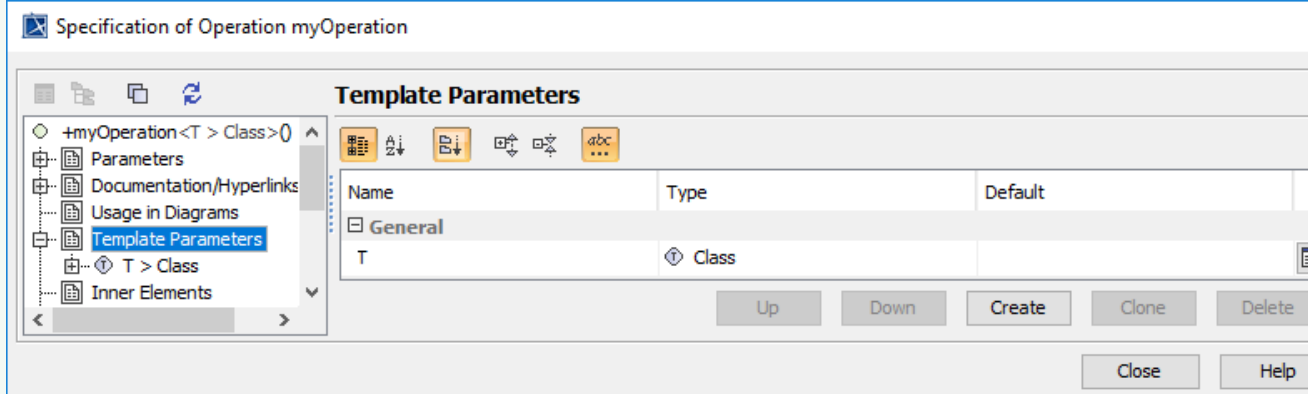 Specification of Operation myOperation
Template Parameters
+myOperation<T > Class>()
Parameters
Documentation/Hyperlinks
Usage in Diagrams
Template Parameters
T > Class
Inner Elements
A
Z
abc
Name Type Default
General
T Class
Up Down Create Clone Delete
Close Help